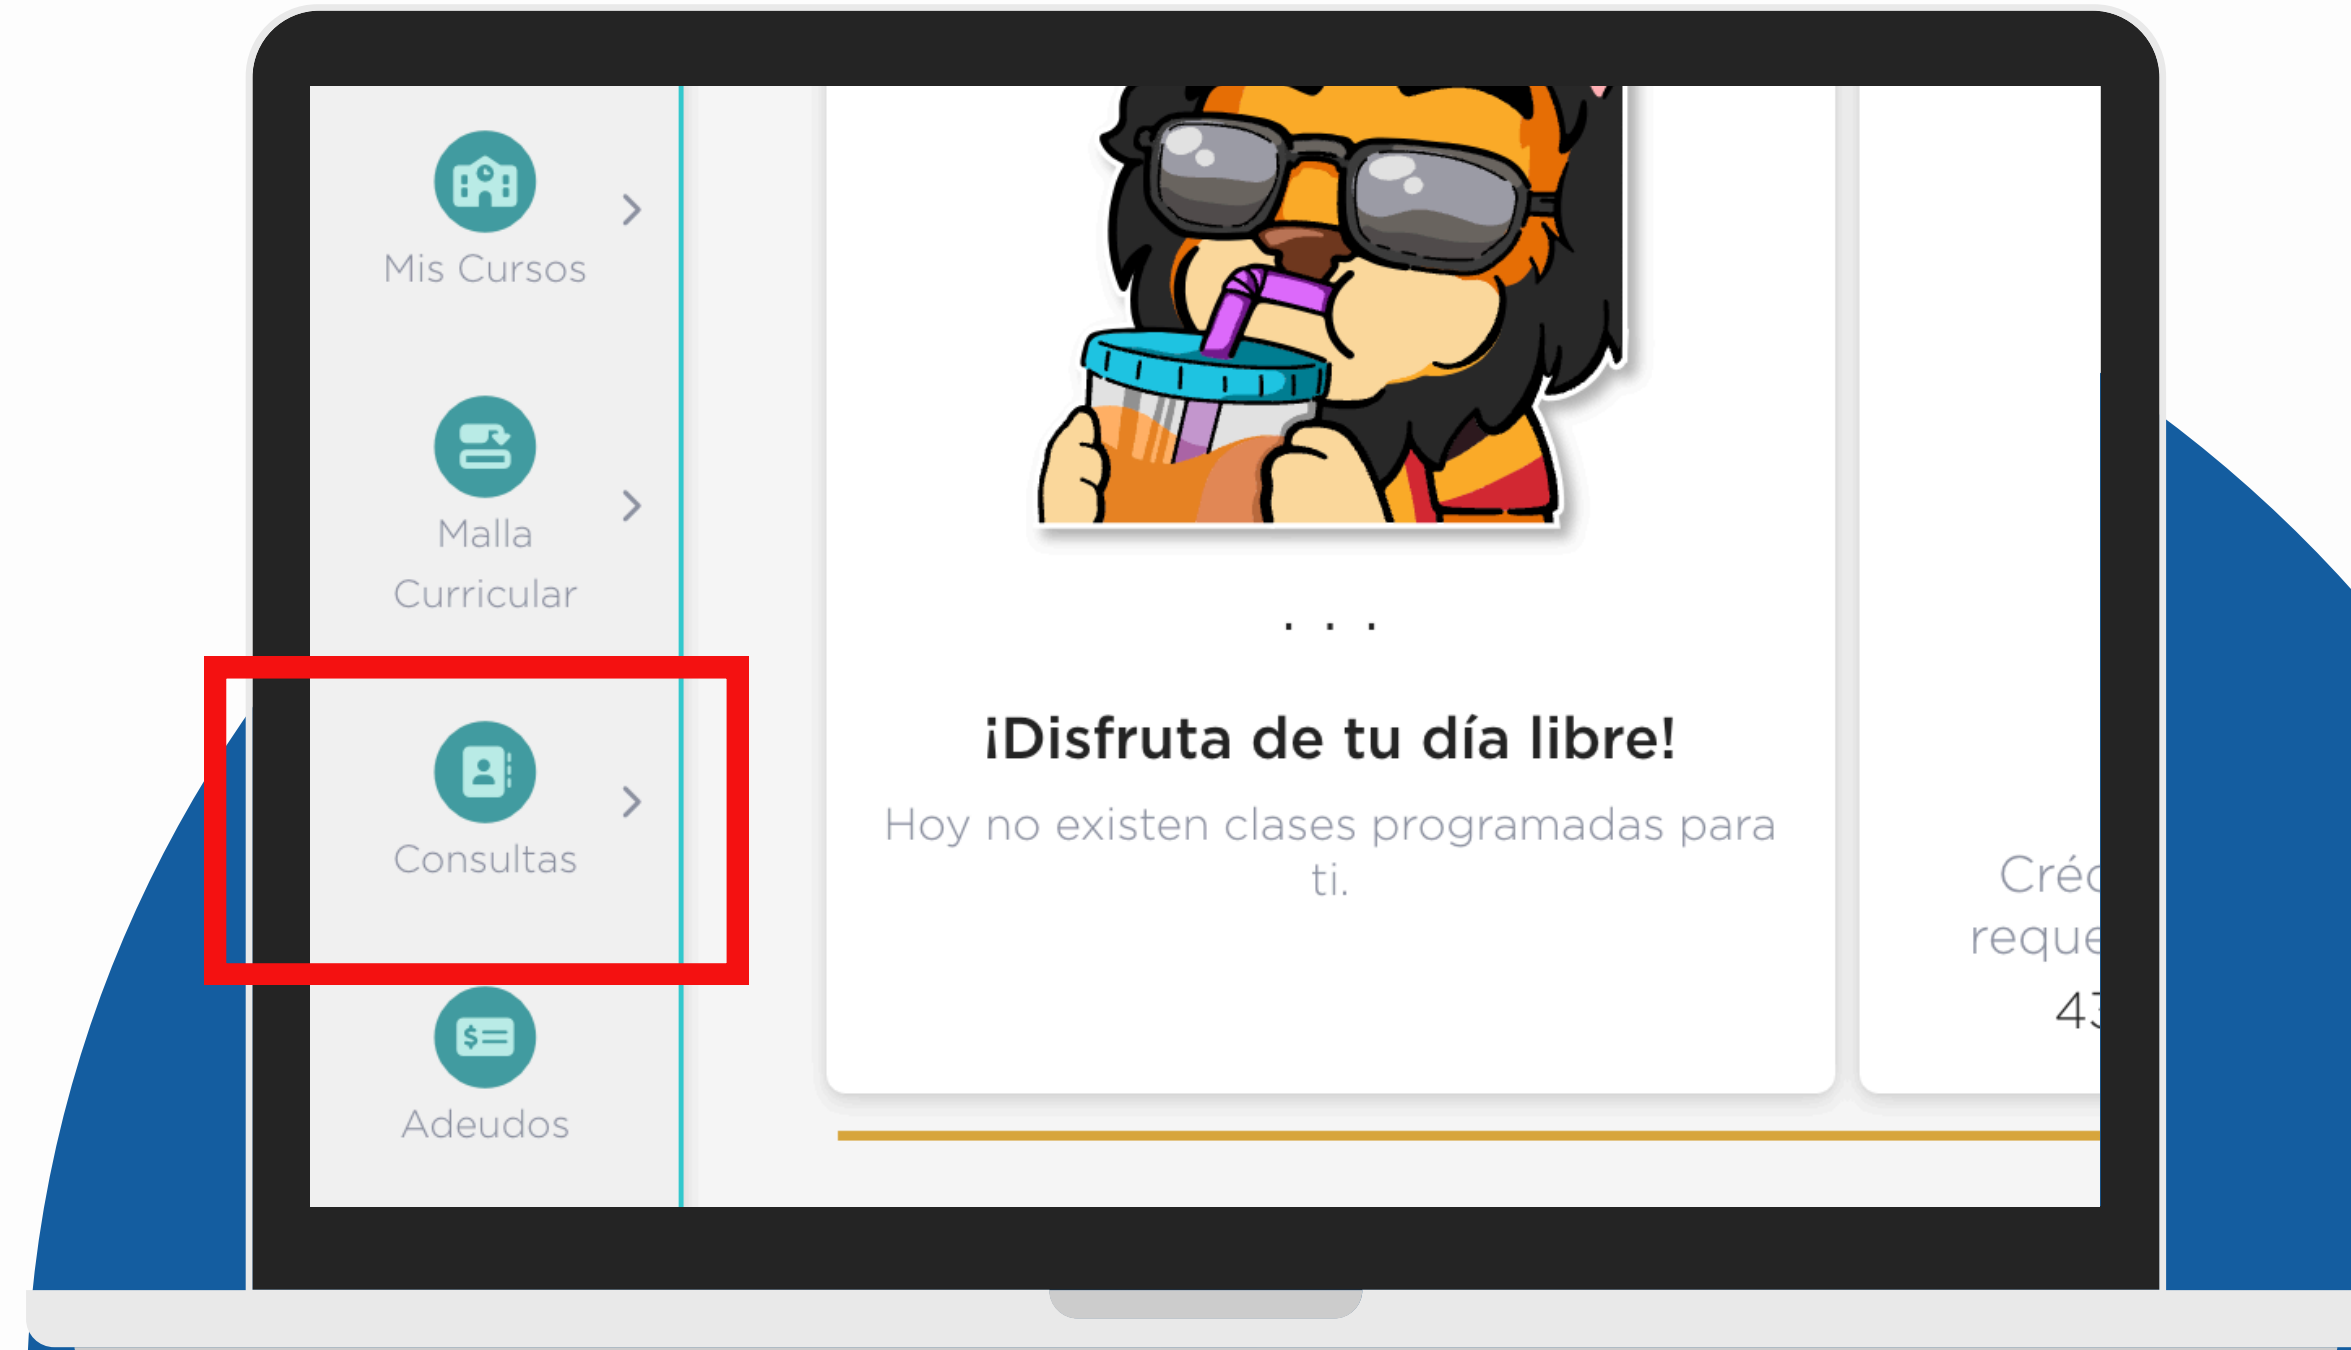 Mis Cursos
Malla
Curricular
Consultas
Adeudos
. . .
¡Disfruta de tu día libre!
Hoy no existen clases programadas para
ti.